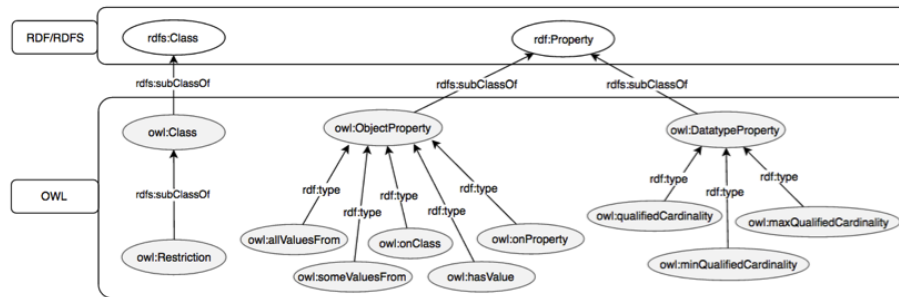 RDF/RDFS
rdfs:Class
rdf:Property
rdfs:subClassOf
rdfs:subClassOf
rdfs:subClassOf
OWL
owl:Class
owl:ObjectProperty
owl:DatatypeProperty
rdfs:subClassOf
rdf:type
rdf:type
rdf:type
rdf:type
rdf:type
rdf:type
rdf:type
rdf:type
owl:Restriction
owl:allValuesFrom
owl:someValuesFrom
owl:onClass
owl:hasValue
owl:onProperty
owl:qualifiedCardinality
owl:minQualifiedCardinality
owl:maxQualifiedCardinality